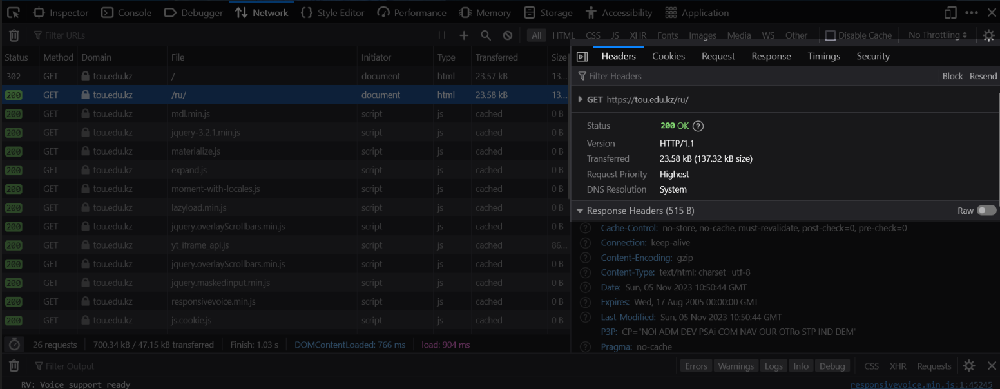 Inspector Console Debugger Network Style Editor Performance Memory Storage Accessibility Application
Filter URLs All HTML CSS JS XHR Fonts Images Media WS Other Disable Cache No Throttling
Status Method Domain File Initiator Type Transferred Size
302 GET tou.edu.kz / document html 23.57 kB 13...
200 GET tou.edu.kz /ru/ document html 23.58 kB 13...
200 GET tou.edu.kz mdl.min.js script js cached 0 B
200 GET tou.edu.kz jquery-3.2.1.min.js script js cached 0 B
200 GET tou.edu.kz materialize.js script js cached 0 B
200 GET tou.edu.kz expand.js script js cached 0 B
200 GET tou.edu.kz moment-with-locales.js script js cached 0 B
200 GET tou.edu.kz lazyload.min.js script js cached 0 B
200 GET tou.edu.kz jquery.overlayScrollbars.min.js script js cached 0 B
200 GET tou.edu.kz yt_iframe_api.js script js cached 86...
200 GET tou.edu.kz jquery.overlayScrollbars.min.js script js cached 0 B
200 GET tou.edu.kz jquery.maskedinput.min.js script js cached 0 B
200 GET tou.edu.kz responsivevoice.min.js script js cached 0 B
200 GET tou.edu.kz js.cookie.js script js cached 0 B
26 requests 700.34 kB / 47.15 kB transferred Finish: 1.03 s DOMContentLoaded: 766 ms load: 904 ms
Headers Cookies Request Response Timings Security
Filter Headers Block Resend
GET https://tou.edu.kz/ru/
Status 200 OK ?
Version HTTP/1.1
Transferred 23.58 kB (137.32 kB size)
Request Priority Highest
DNS Resolution System
Response Headers (515 B) Raw
? Cache-Control: no-store, no-cache, must-revalidate, post-check=0, pre-check=0
? Connection: keep-alive
? Content-Encoding: gzip
? Content-Type: text/html; charset=utf-8
? Date: Sun, 05 Nov 2023 10:50:44 GMT
? Expires: Wed, 17 Aug 2005 00:00:00 GMT
? Last-Modified: Sun, 05 Nov 2023 10:50:44 GMT
P3P: CP="NOI ADM DEV PSAi COM NAV OUR OTRo STP IND DEM"
? Pragma: no-cache
Filter Output Errors Warnings Logs Info Debug CSS XHR Requests
RV: Voice support ready responsivevoice.min.js:1:45245